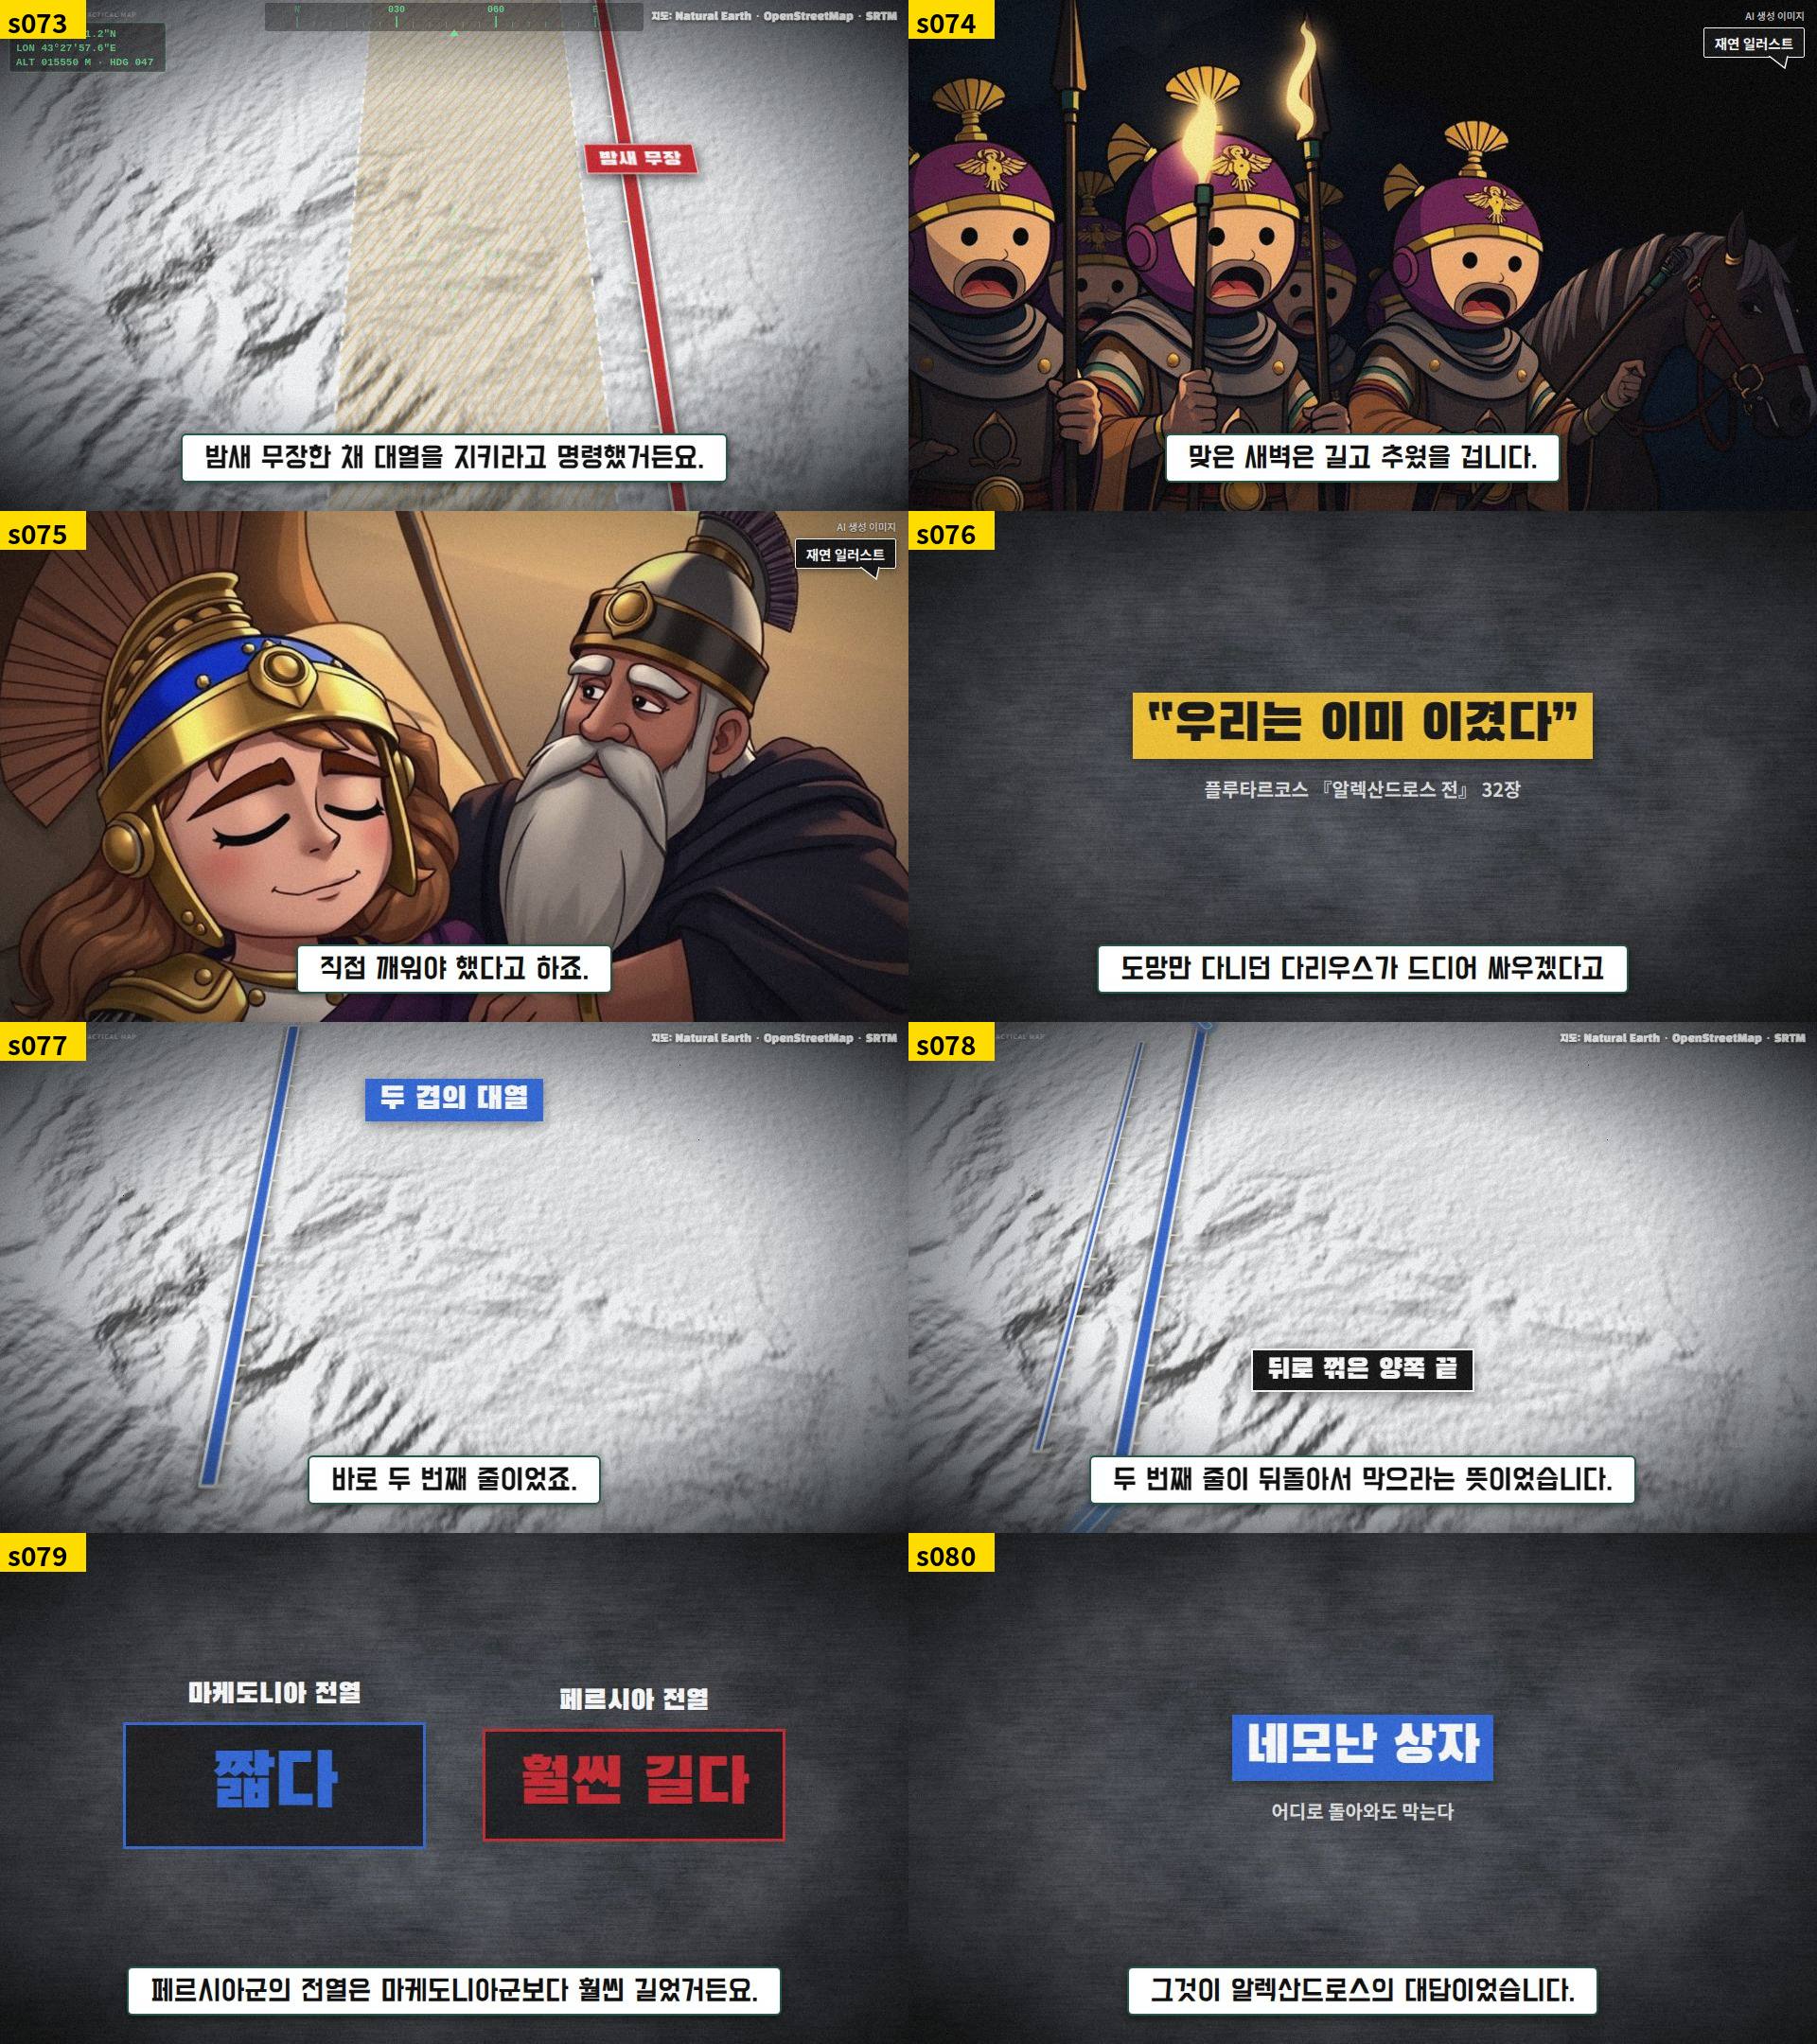 s073
N 030 060 E
지도: Natural Earth · OpenStreetMap · SRTM
1.2"N
LON 43°27'57.6"E
ALT 015550 M · HDG 047
밤새 무장
밤새 무장한 채 대열을 지키라고 명령했거든요.
s074
AI 생성 이미지
재연 일러스트
맞은 새벽은 길고 추웠을 겁니다.
s075
AI 생성 이미지
재연 일러스트
직접 깨워야 했다고 하죠.
s076
“우리는 이미 이겼다”
플루타르코스 『알렉산드로스 전』 32장
도망만 다니던 다리우스가 드디어 싸우겠다고
s077
ACTICAL MAP
지도: Natural Earth · OpenStreetMap · SRTM
두 겹의 대열
바로 두 번째 줄이었죠.
s078
ACTICAL MAP
지도: Natural Earth · OpenStreetMap · SRTM
뒤로 꺾은 양쪽 끝
두 번째 줄이 뒤돌아서 막으라는 뜻이었습니다.
s079
마케도니아 전열
짧다
페르시아 전열
훨씬 길다
페르시아군의 전열은 마케도니아군보다 훨씬 길었거든요.
s080
네모난 상자
어디로 돌아와도 막는다
그것이 알렉산드로스의 대답이었습니다.